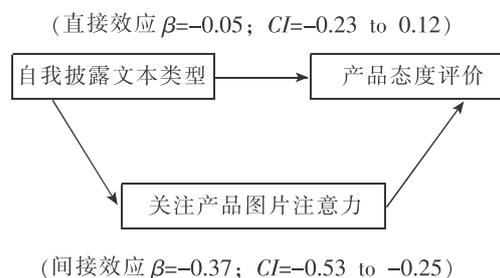 (直接效应β=−0.05；CI=−0.23 to 0.12)
自我披露文本类型
产品态度评价
关注产品图片注意力
(间接效应β=−0.37；CI=−0.53 to −0.25)